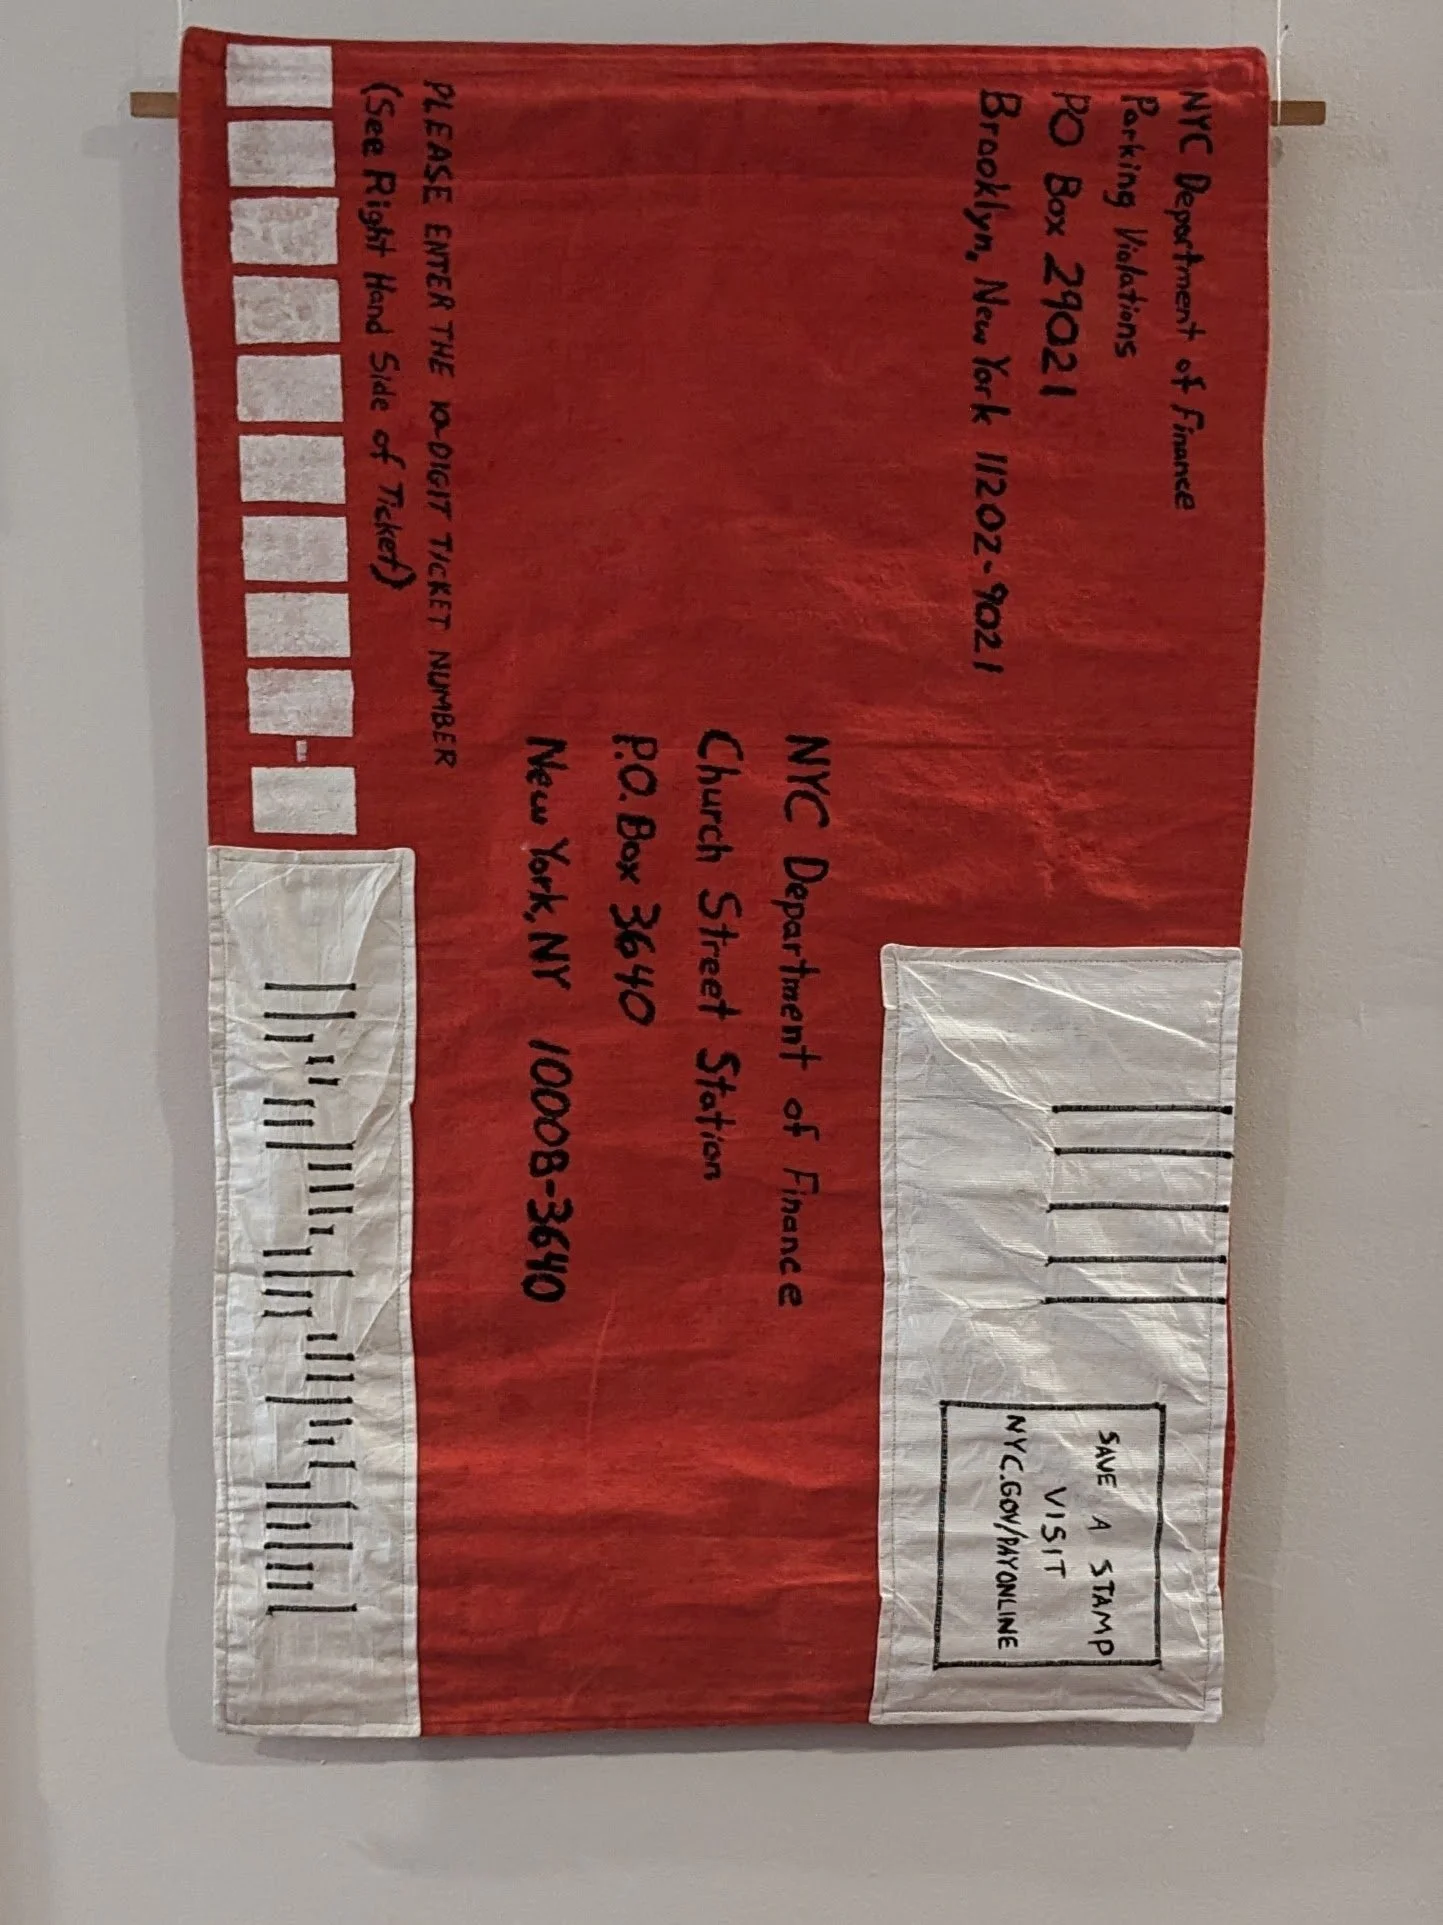 NYC Department of Finance
Parking Violations
PO Box 29021
Brooklyn, New York 11202-9021
SAVE A STAMP
VISIT
NYC.GOV/PAYONLINE
NYC Department of Finance
Church Street Station
P.O. Box 3640
New York, NY 10008-3640
PLEASE ENTER THE 10-DIGIT TICKET NUMBER
(See Right Hand Side of Ticket)